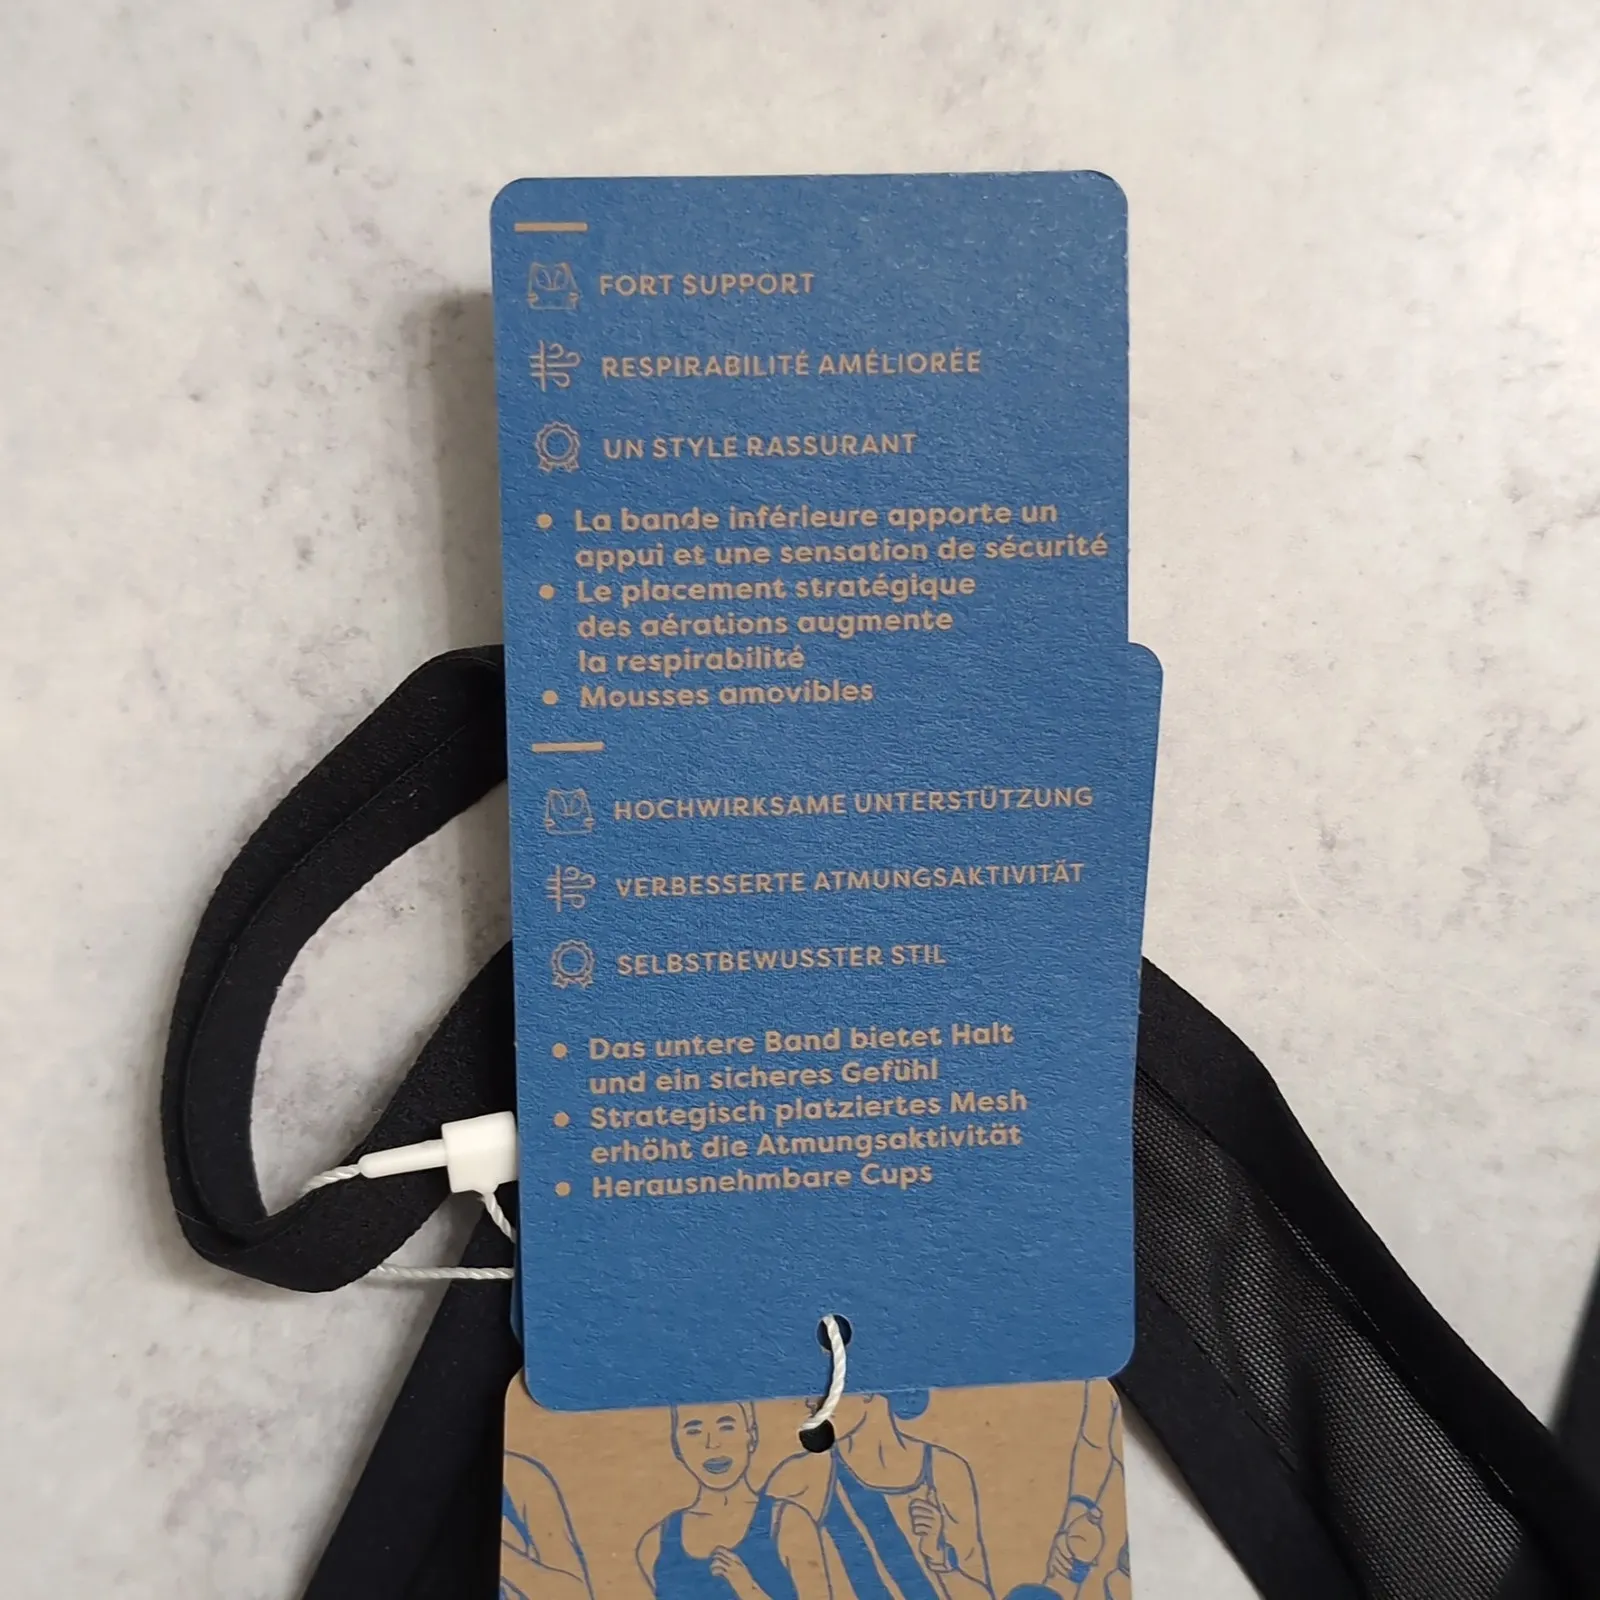 FORT SUPPORT
RESPIRABILITÉ AMÉLIORÉE
UN STYLE RASSURANT
• La bande inférieure apporte un
appui et une sensation de sécurité
• Le placement stratégique
des aérations augmente
la respirabilité
• Mousses amovibles
HOCHWIRKSAME UNTERSTÜTZUNG
VERBESSERTE ATMUNGSAKTIVITÄT
SELBSTBEWUSSTER STIL
• Das untere Band bietet Halt
und ein sicheres Gefühl
• Strategisch platziertes Mesh
erhöht die Atmungsaktivität
• Herausnehmbare Cups